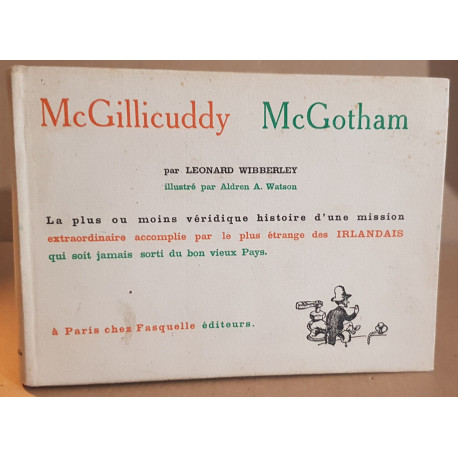 McGillicuddy McGotham
par LEONARD WIBBERLEY
illustré par Aldren A. Watson
La plus ou moins véridique histoire d'une mission
extraordinaire accomplie par le plus étrange des IRLANDAIS
qui soit jamais sorti du bon vieux Pays.
à Paris chez Fasquelle éditeurs.